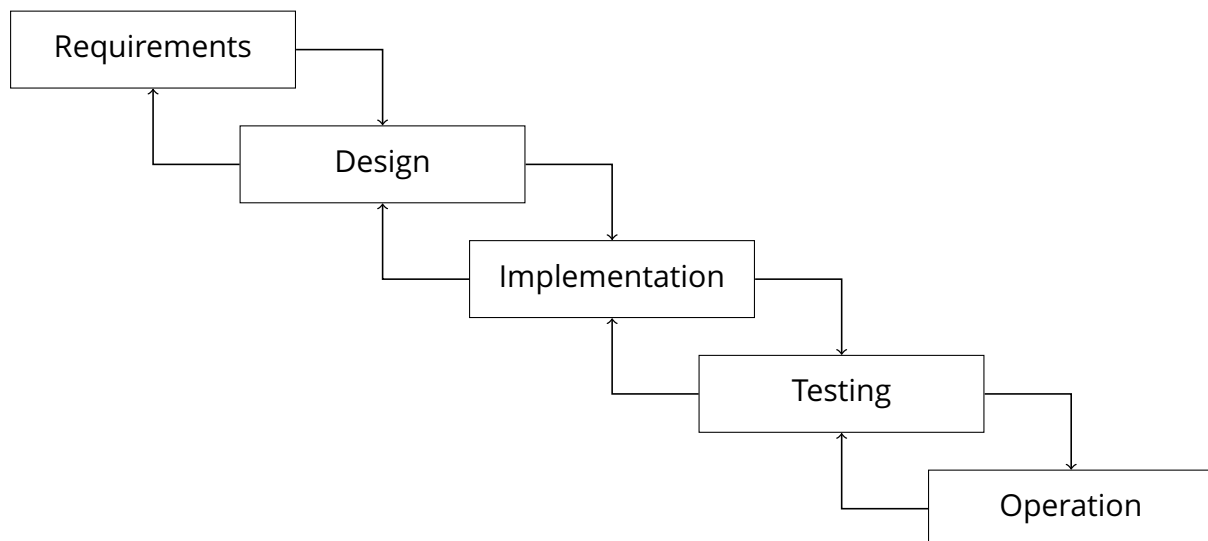 Requirements
Design
Implementation
Testing
Operation